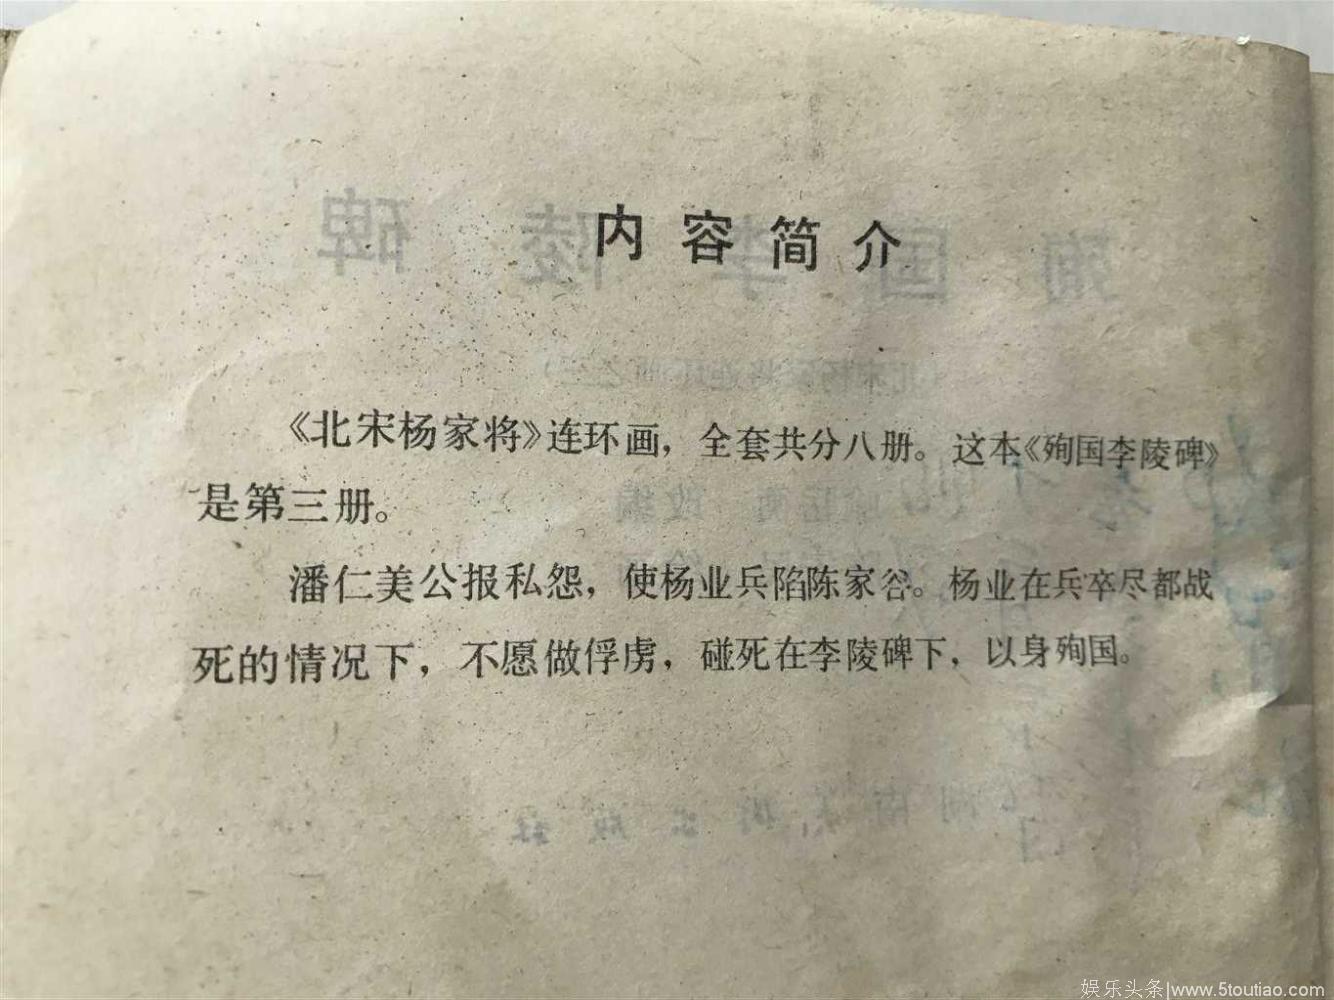 内容简介
《北宋杨家将》连环画，全套共分八册。这本《殉国李陵碑》
是第三册。
潘仁美公报私怨，使杨业兵陷陈家谷。杨业在兵卒尽都战
死的情况下，不愿做俘虏，碰死在李陵碑下，以身殉国。
娱乐头条|www.5toutiao.com